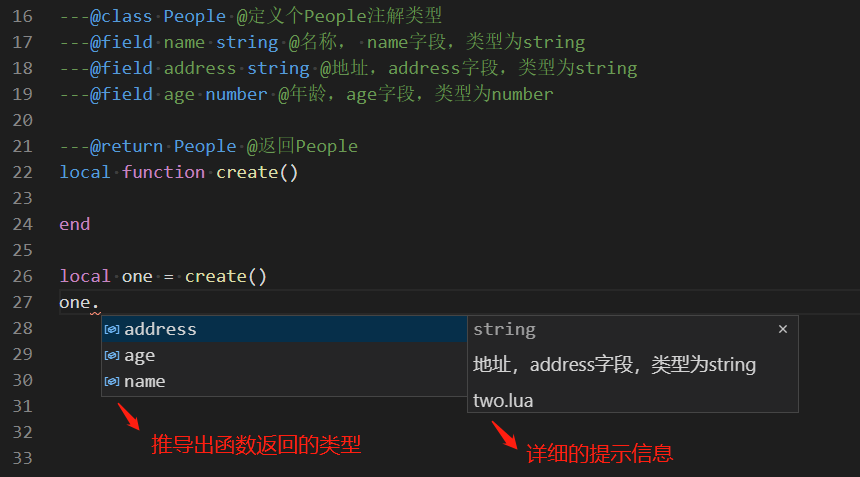 16 ---@class People @定义个People注解类型
17 ---@field name string @名称， name字段，类型为string
18 ---@field address string @地址，address字段，类型为string
19 ---@field age number @年龄，age字段，类型为number
20
21 ---@return People @返回People
22 local function create()
23
24 end
25
26 local one = create()
27 one.
28 address string ×
29 age 地址，address字段，类型为string
30 name two.lua
31
32 推导出函数返回的类型 详细的提示信息
33